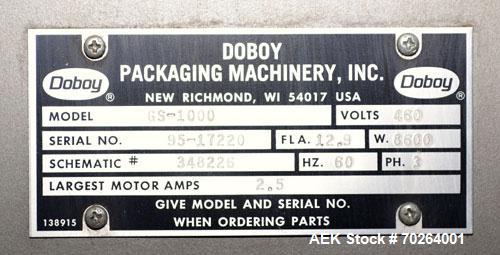 DOBOY
PACKAGING MACHINERY, INC.
Doboy ® Doboy ®
NEW RICHMOND, WI 54017 USA
MODEL GS-1000 VOLTS 460
SERIAL NO. 95-17220 FLA. 12.9 W. 8600
SCHEMATIC # 348226 HZ. 60 PH. 3
LARGEST MOTOR AMPS 2.5
GIVE MODEL AND SERIAL NO.
138915 WHEN ORDERING PARTS
AEK Stock # 70264001